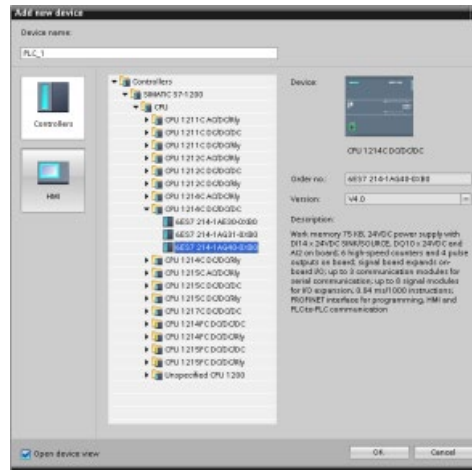 Add new device
Device name:
PLC_1
Controllers
HMI
Controllers
SIMATIC S7-1200
CPU
CPU 1211C AC/DC/Rly
CPU 1211C DC/DC/DC
CPU 1211C DC/DC/Rly
CPU 1212C AC/DC/Rly
CPU 1212C DC/DC/DC
CPU 1212C DC/DC/Rly
CPU 1214C AC/DC/Rly
CPU 1214C DC/DC/DC
6ES7 214-1AE30-0XB0
6ES7 214-1AG31-0XB0
6ES7 214-1AG40-0XB0
CPU 1214C DC/DC/Rly
CPU 1215C AC/DC/Rly
CPU 1215C DC/DC/DC
CPU 1215C DC/DC/Rly
CPU 1217C DC/DC/DC
CPU 1214FC DC/DC/DC
CPU 1214FC DC/DC/Rly
CPU 1215FC DC/DC/DC
CPU 1215FC DC/DC/Rly
Unspecified CPU 1200
Device:
CPU 1214C DC/DC/DC
Order no.:
6ES7 214-1AG40-0XB0
Version:
V4.0
Description:
Work memory 75 KB, 24VDC power supply with
DI14 x 24VDC SINK/SOURCE, DQ10 x 24VDC and
AI2 on board, 6 high-speed counters and 4 pulse
outputs on board, signal board expands on-
board I/O; up to 3 communication modules for
serial communication; up to 8 signal modules
for I/O expansion; 0.04 ms/1000 instructions;
PROFINET interface for programming, HMI and
PLC-to-PLC communication
Open device view
OK
Cancel